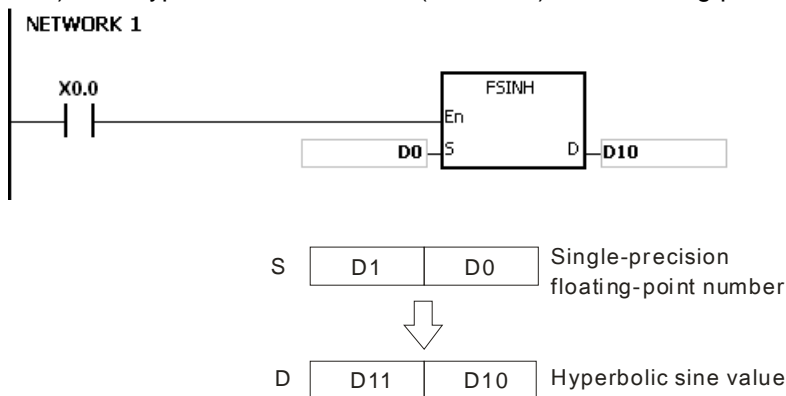 NETWORK 1
X0.0
FSINH
En
D0 S D D10
S D1 D0 Single-precision
floating-point number
D D11 D10 Hyperbolic sine value